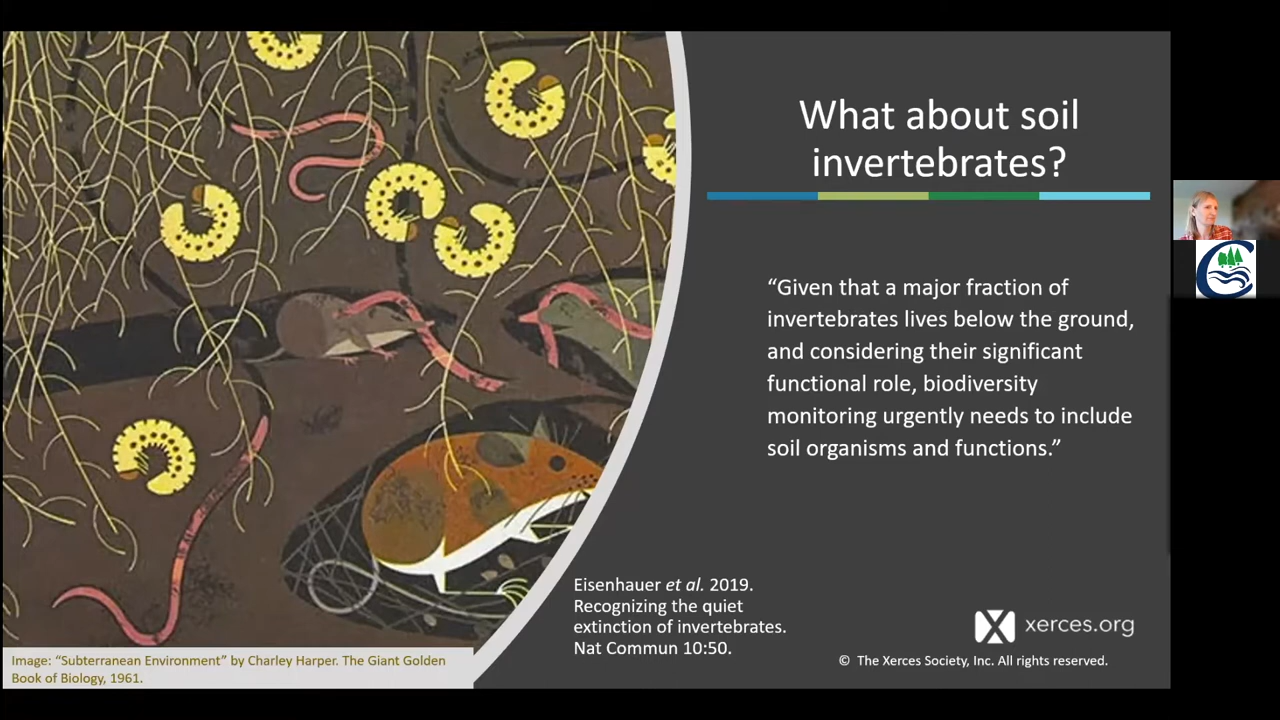 What about soil
invertebrates?
“Given that a major fraction of
invertebrates lives below the ground,
and considering their significant
functional role, biodiversity
monitoring urgently needs to include
soil organisms and functions.”
Eisenhauer et al. 2019.
Recognizing the quiet
extinction of invertebrates.
Nat Commun 10:50.
xerces.org
© The Xerces Society, Inc. All rights reserved.
Image: “Subterranean Environment” by Charley Harper. The Giant Golden
Book of Biology, 1961.